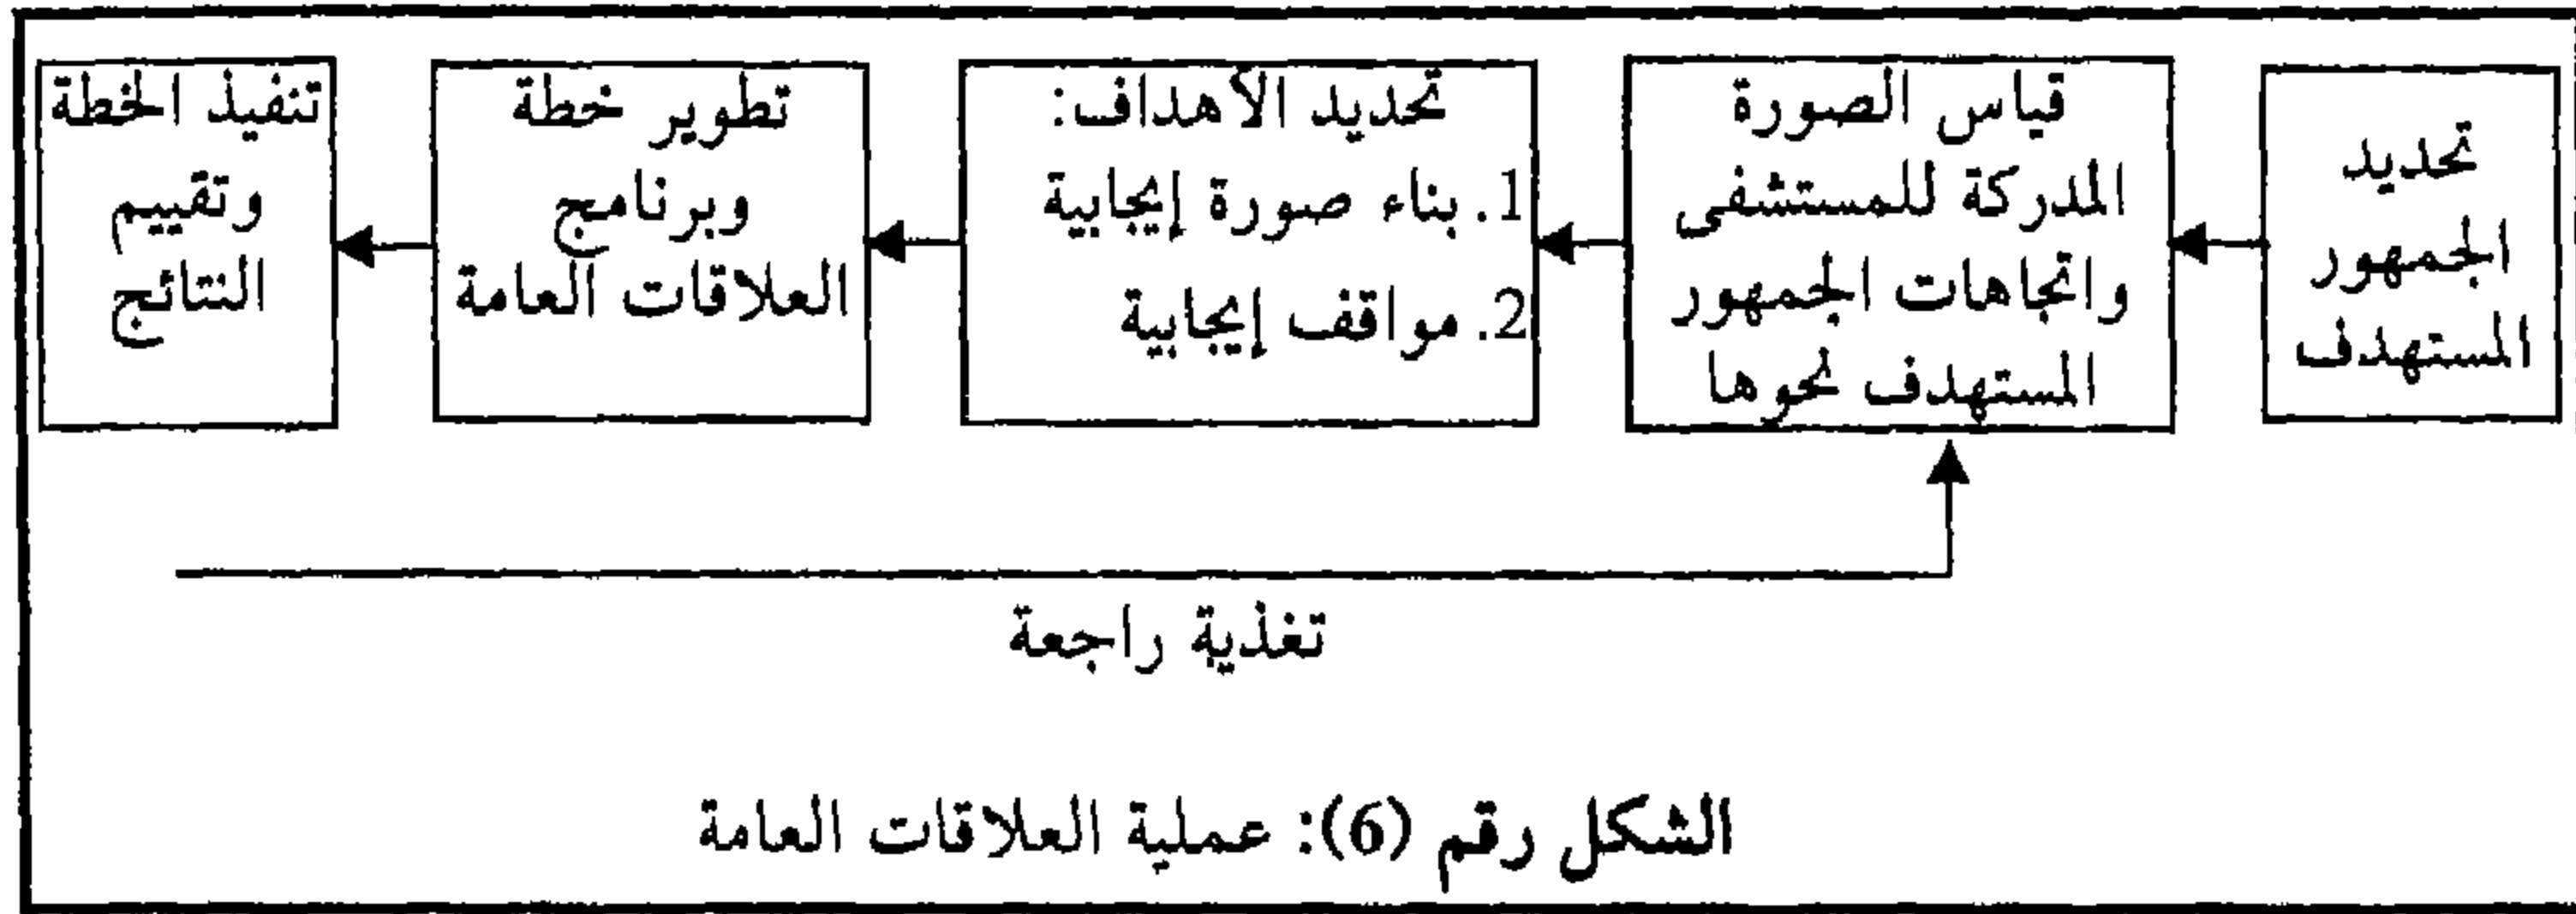 تحديد
الجمهور
المستهدف
قياس الصورة
المدركة للمستشفى
واتجاهات الجمهور
المستهدف نحوها
تحديد الأهداف:
1. بناء صورة إيجابية
2. مواقف إيجابية
تطوير خطة
وبرنامج
العلاقات العامة
تنفيذ الخطة
وتقييم
النتائج
تغذية راجعة
الشكل رقم (6): عملية العلاقات العامة